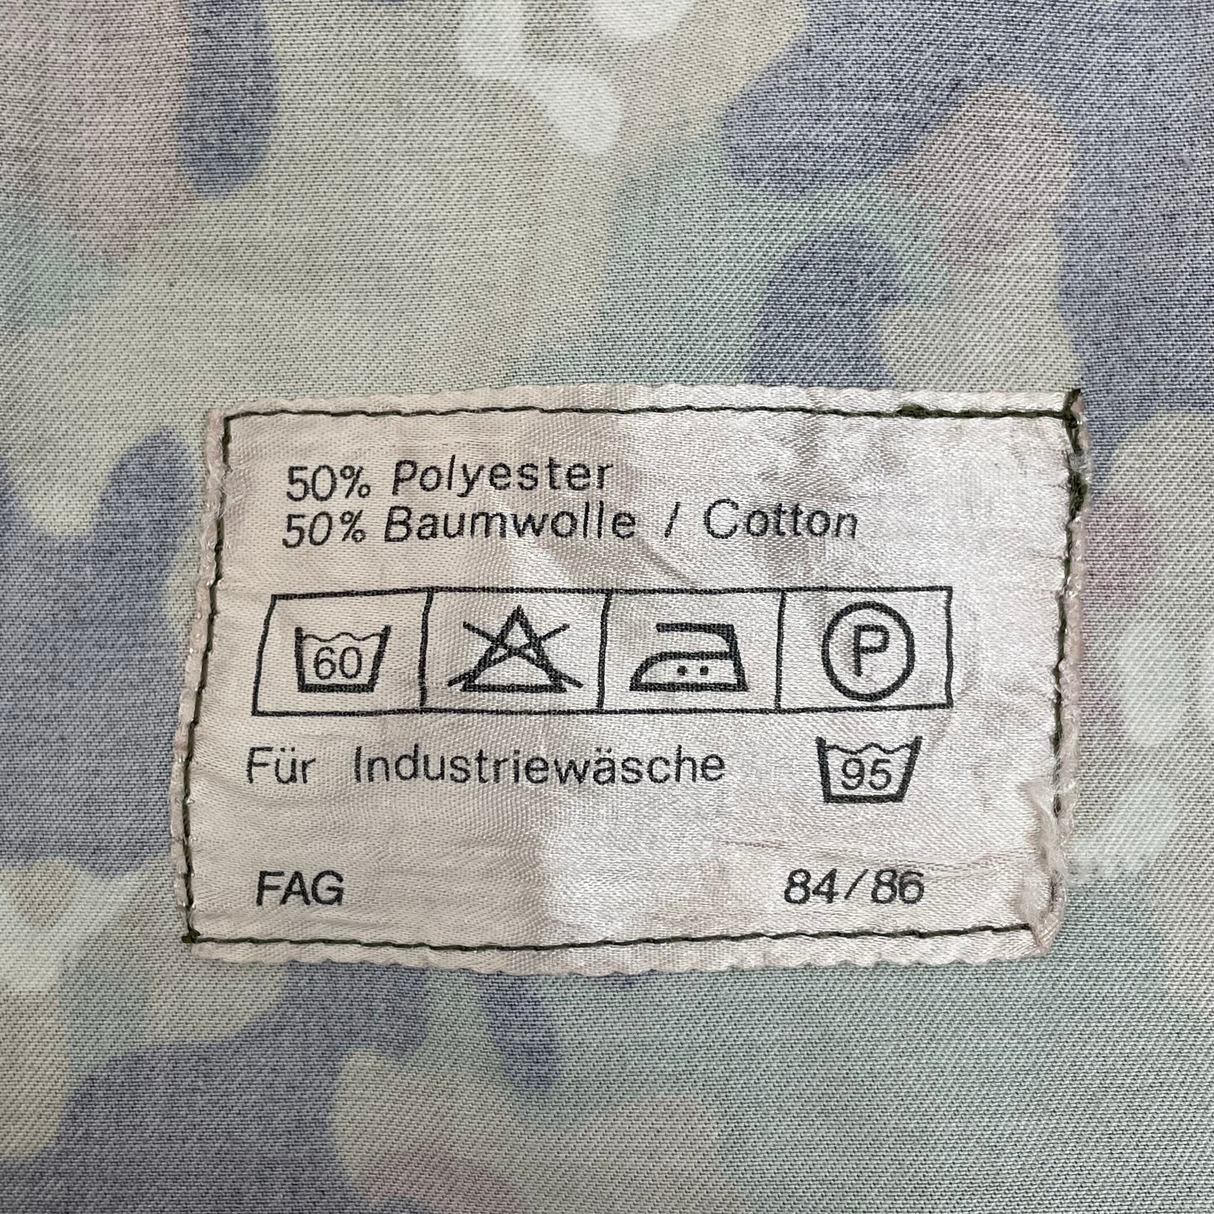 50% Polyester
50% Baumwolle / Cotton
60 P
Für Industriewäsche 95
FAG 84/86